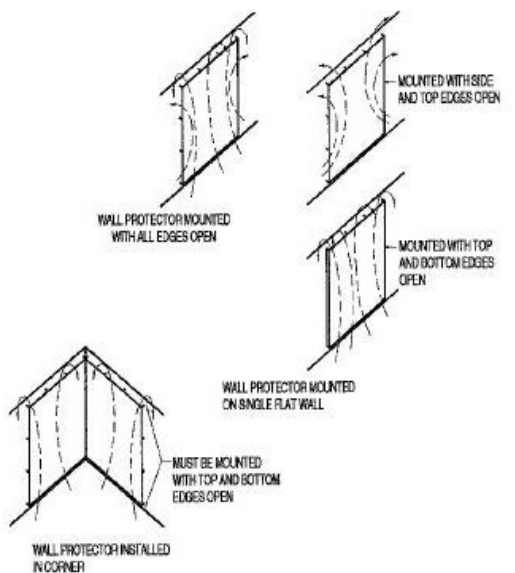 MOUNTED WITH SIDE
AND TOP EDGES OPEN
WALL PROTECTOR MOUNTED
WITH ALL EDGES OPEN
MOUNTED WITH TOP
AND BOTTOM EDGES
OPEN
WALL PROTECTOR MOUNTED
ON SINGLE FLAT WALL
MUST BE MOUNTED
WITH TOP AND BOTTOM
EDGES OPEN
WALL PROTECTOR INSTALLED
IN CORNER